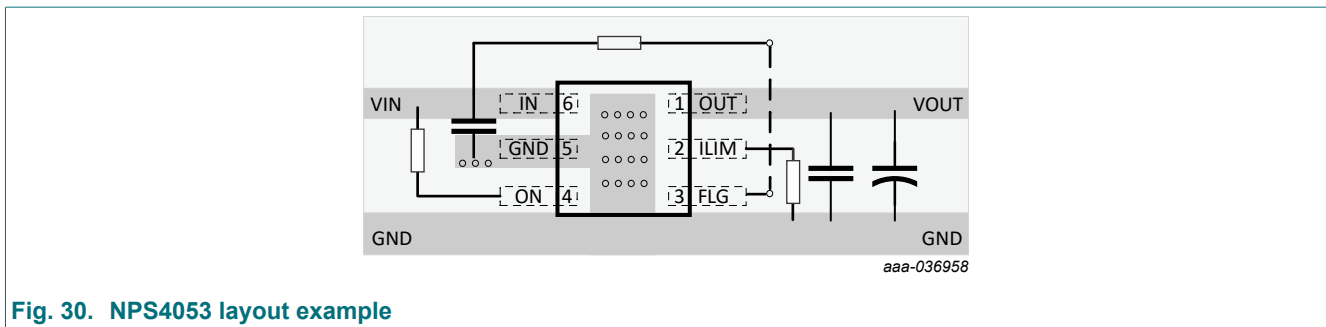 VIN IN 6 1 OUT VOUT
GND 5 2 ILIM
ON 4 3 FLG
GND GND
aaa-036958
Fig. 30. NPS4053 layout example